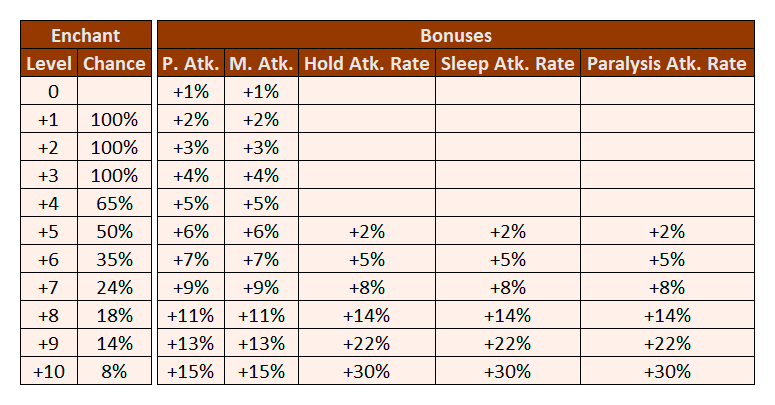 Enchant Bonuses
Level Chance P. Atk. M. Atk. Hold Atk. Rate Sleep Atk. Rate Paralysis Atk. Rate
0 +1% +1%
+1 100% +2% +2%
+2 100% +3% +3%
+3 100% +4% +4%
+4 65% +5% +5%
+5 50% +6% +6% +2% +2% +2%
+6 35% +7% +7% +5% +5% +5%
+7 24% +9% +9% +8% +8% +8%
+8 18% +11% +11% +14% +14% +14%
+9 14% +13% +13% +22% +22% +22%
+10 8% +15% +15% +30% +30% +30%